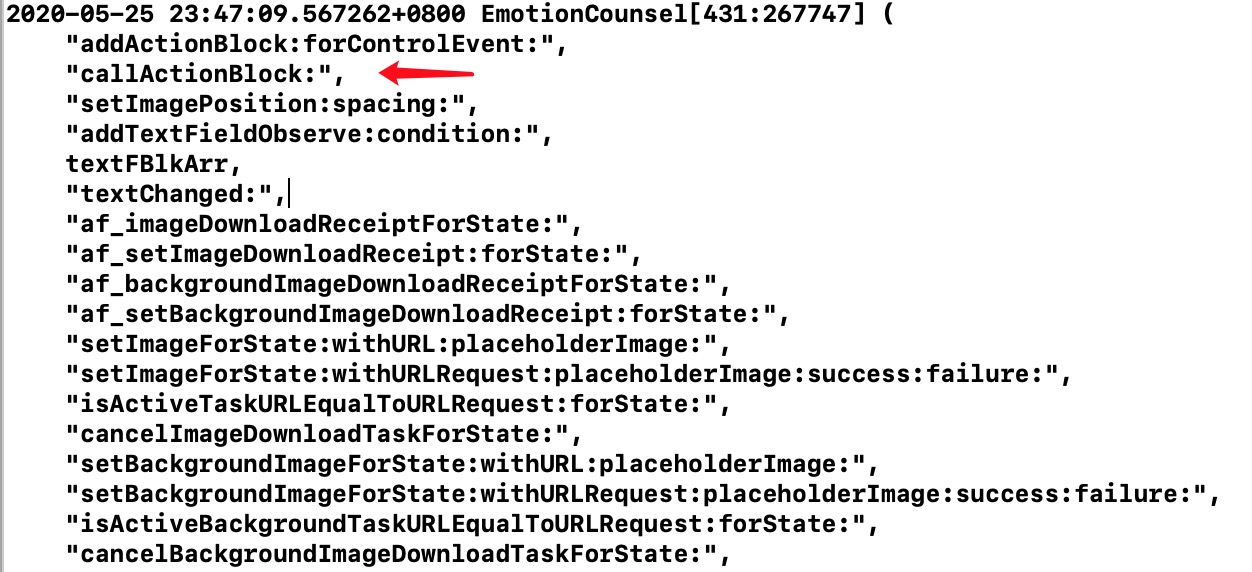 2020-05-25 23:47:09.567262+0800 EmotionCounsel[431:267747] (
"addActionBlock:forControlEvent:",
"callActionBlock:",
"setImagePosition:spacing:",
"addTextFieldObserve:condition:",
textFBlkArr,
"textChanged:",
"af_imageDownloadReceiptForState:",
"af_setImageDownloadReceipt:forState:",
"af_backgroundImageDownloadReceiptForState:",
"af_setBackgroundImageDownloadReceipt:forState:",
"setImageForState:withURL:placeholderImage:",
"setImageForState:withURLRequest:placeholderImage:success:failure:",
"isActiveTaskURLEqualToURLRequest:forState:",
"cancelImageDownloadTaskForState:",
"setBackgroundImageForState:withURL:placeholderImage:",
"setBackgroundImageForState:withURLRequest:placeholderImage:success:failure:",
"isActiveBackgroundTaskURLEqualToURLRequest:forState:",
"cancelBackgroundImageDownloadTaskForState:",